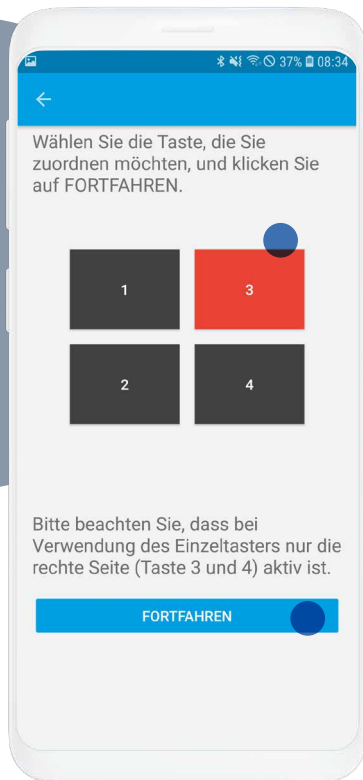 37% 08:34
Wählen Sie die Taste, die Sie
zuordnen möchten, und klicken Sie
auf FORTFAHREN.
1
3
2
4
Bitte beachten Sie, dass bei
Verwendung des Einzeltasters nur die
rechte Seite (Taste 3 und 4) aktiv ist.
FORTFAHREN